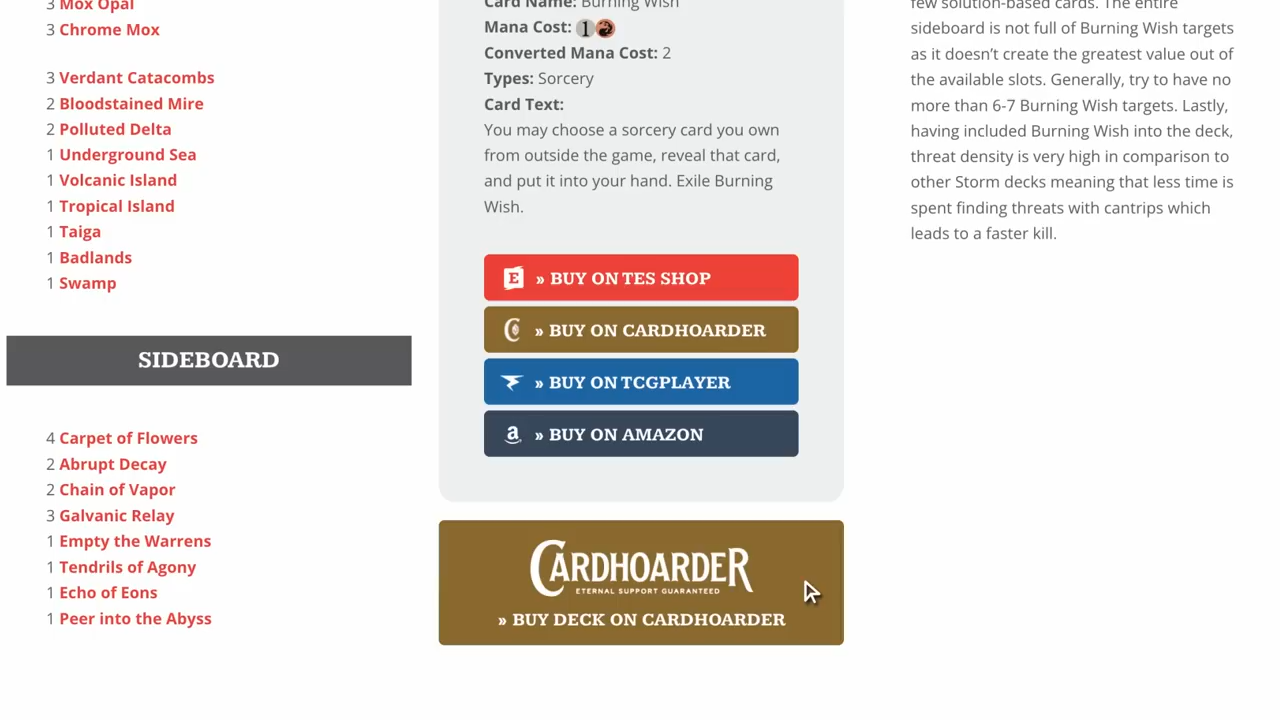 3 Mox Opal
3 Chrome Mox
3 Verdant Catacombs
2 Bloodstained Mire
2 Polluted Delta
1 Underground Sea
1 Volcanic Island
1 Tropical Island
1 Taiga
1 Badlands
1 Swamp
SIDEBOARD
4 Carpet of Flowers
2 Abrupt Decay
2 Chain of Vapor
3 Galvanic Relay
1 Empty the Warrens
1 Tendrils of Agony
1 Echo of Eons
1 Peer into the Abyss
Card Name: Burning Wish
Mana Cost: 1
Converted Mana Cost: 2
Types: Sorcery
Card Text:
You may choose a sorcery card you own
from outside the game, reveal that card,
and put it into your hand. Exile Burning
Wish.
E » BUY ON TES SHOP
C » BUY ON CARDHOARDER
» BUY ON TCGPLAYER
a » BUY ON AMAZON
CARDHOARDER
ETERNAL SUPPORT GUARANTEED
» BUY DECK ON CARDHOARDER
few solution-based cards. The entire
sideboard is not full of Burning Wish targets
as it doesn’t create the greatest value out of
the available slots. Generally, try to have no
more than 6-7 Burning Wish targets. Lastly,
having included Burning Wish into the deck,
threat density is very high in comparison to
other Storm decks meaning that less time is
spent finding threats with cantrips which
leads to a faster kill.